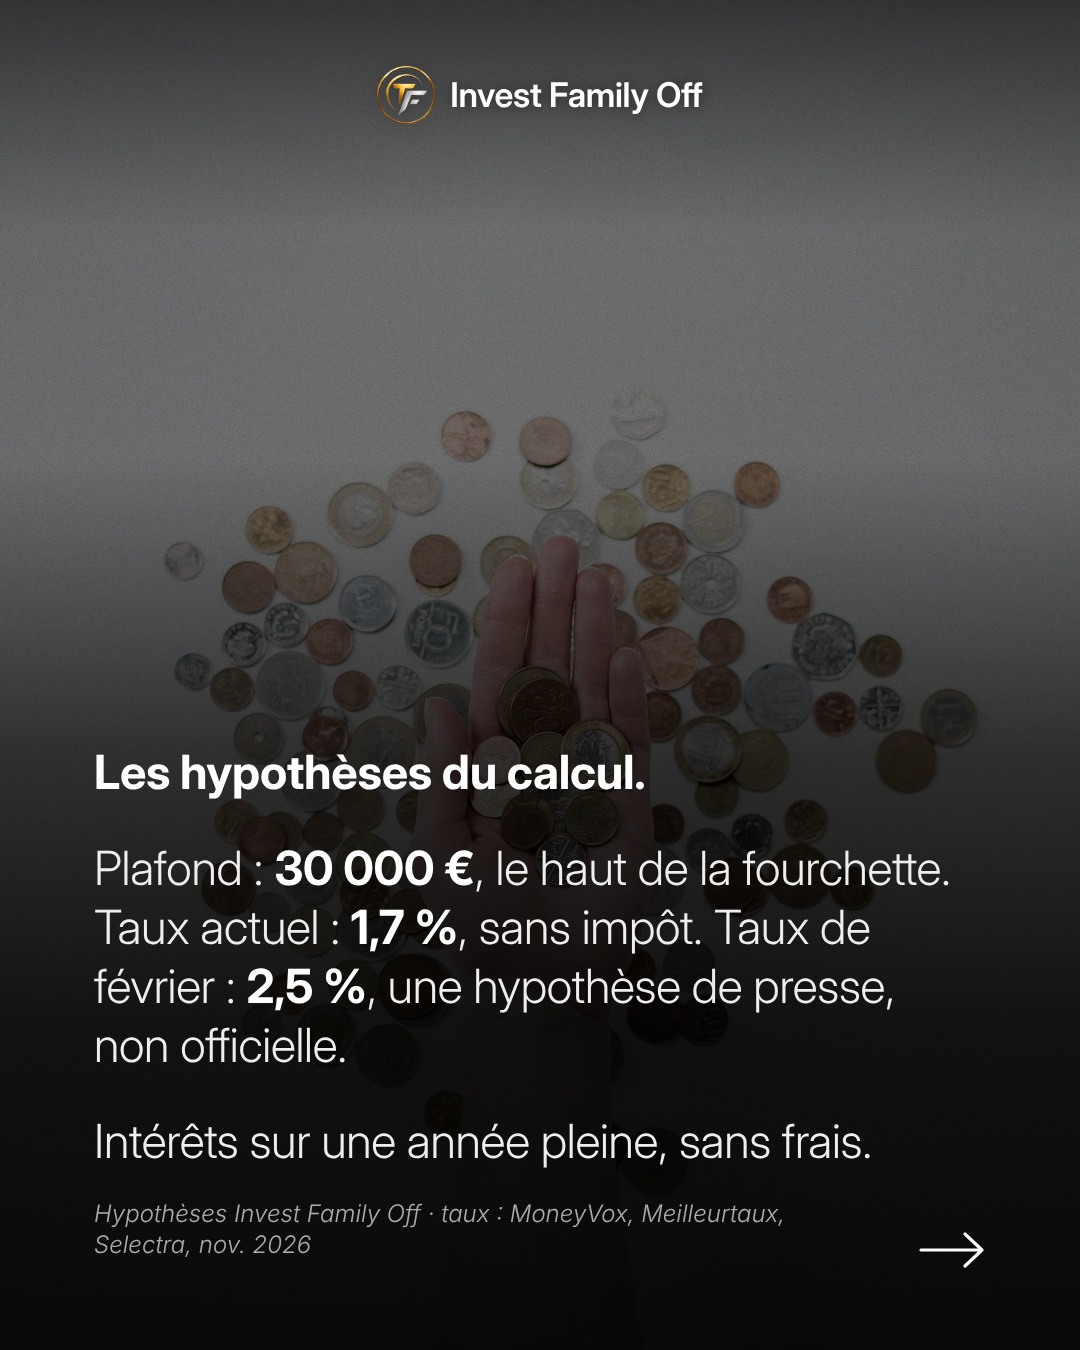 Invest Family Off
Les hypothèses du calcul.
Plafond : 30 000 €, le haut de la fourchette.
Taux actuel : 1,7 %, sans impôt. Taux de
février : 2,5 %, une hypothèse de presse,
non officielle.
Intérêts sur une année pleine, sans frais.
Hypothèses Invest Family Off · taux : MoneyVox, Meilleurtaux,
Selectra, nov. 2026